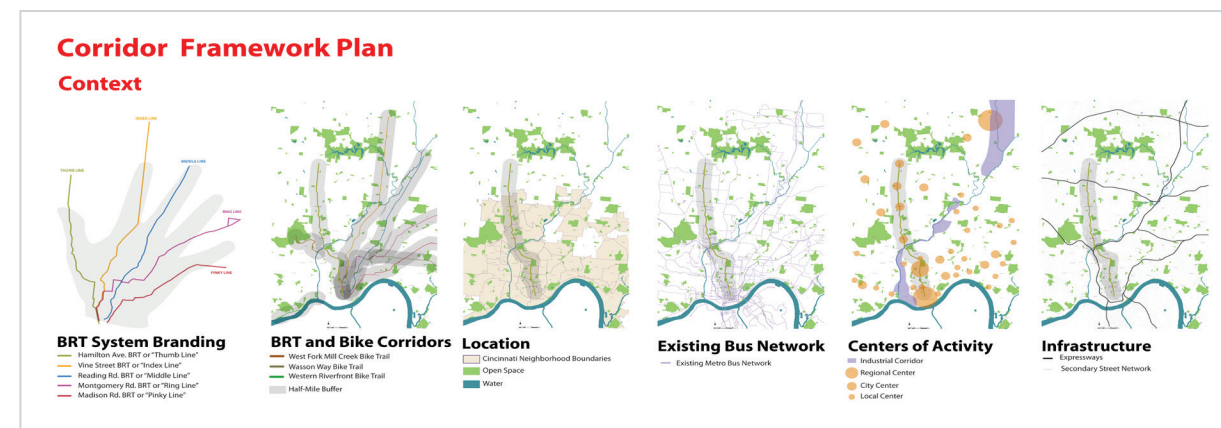 Corridor Framework Plan
Context
THUMB LINE
INDEX LINE
MIDDLE LINE
RING LINE
PINKY LINE
BRT System Branding
Hamilton Ave. BRT or "Thumb Line"
Vine Street BRT or "Index Line"
Reading Rd. BRT or "Middle Line"
Montgomery Rd. BRT or "Ring Line"
Madison Rd. BRT or "Pinky Line"
BRT and Bike Corridors
West Fork Mill Creek Bike Trail
Wasson Way Bike Trail
Western Riverfront Bike Trail
Half-Mile Buffer
Location
Cincinnati Neighborhood Boundaries
Open Space
Water
Existing Bus Network
Existing Metro Bus Network
Centers of Activity
Industrial Corridor
Regional Center
City Center
Local Center
Infrastructure
Expressways
Secondary Street Network